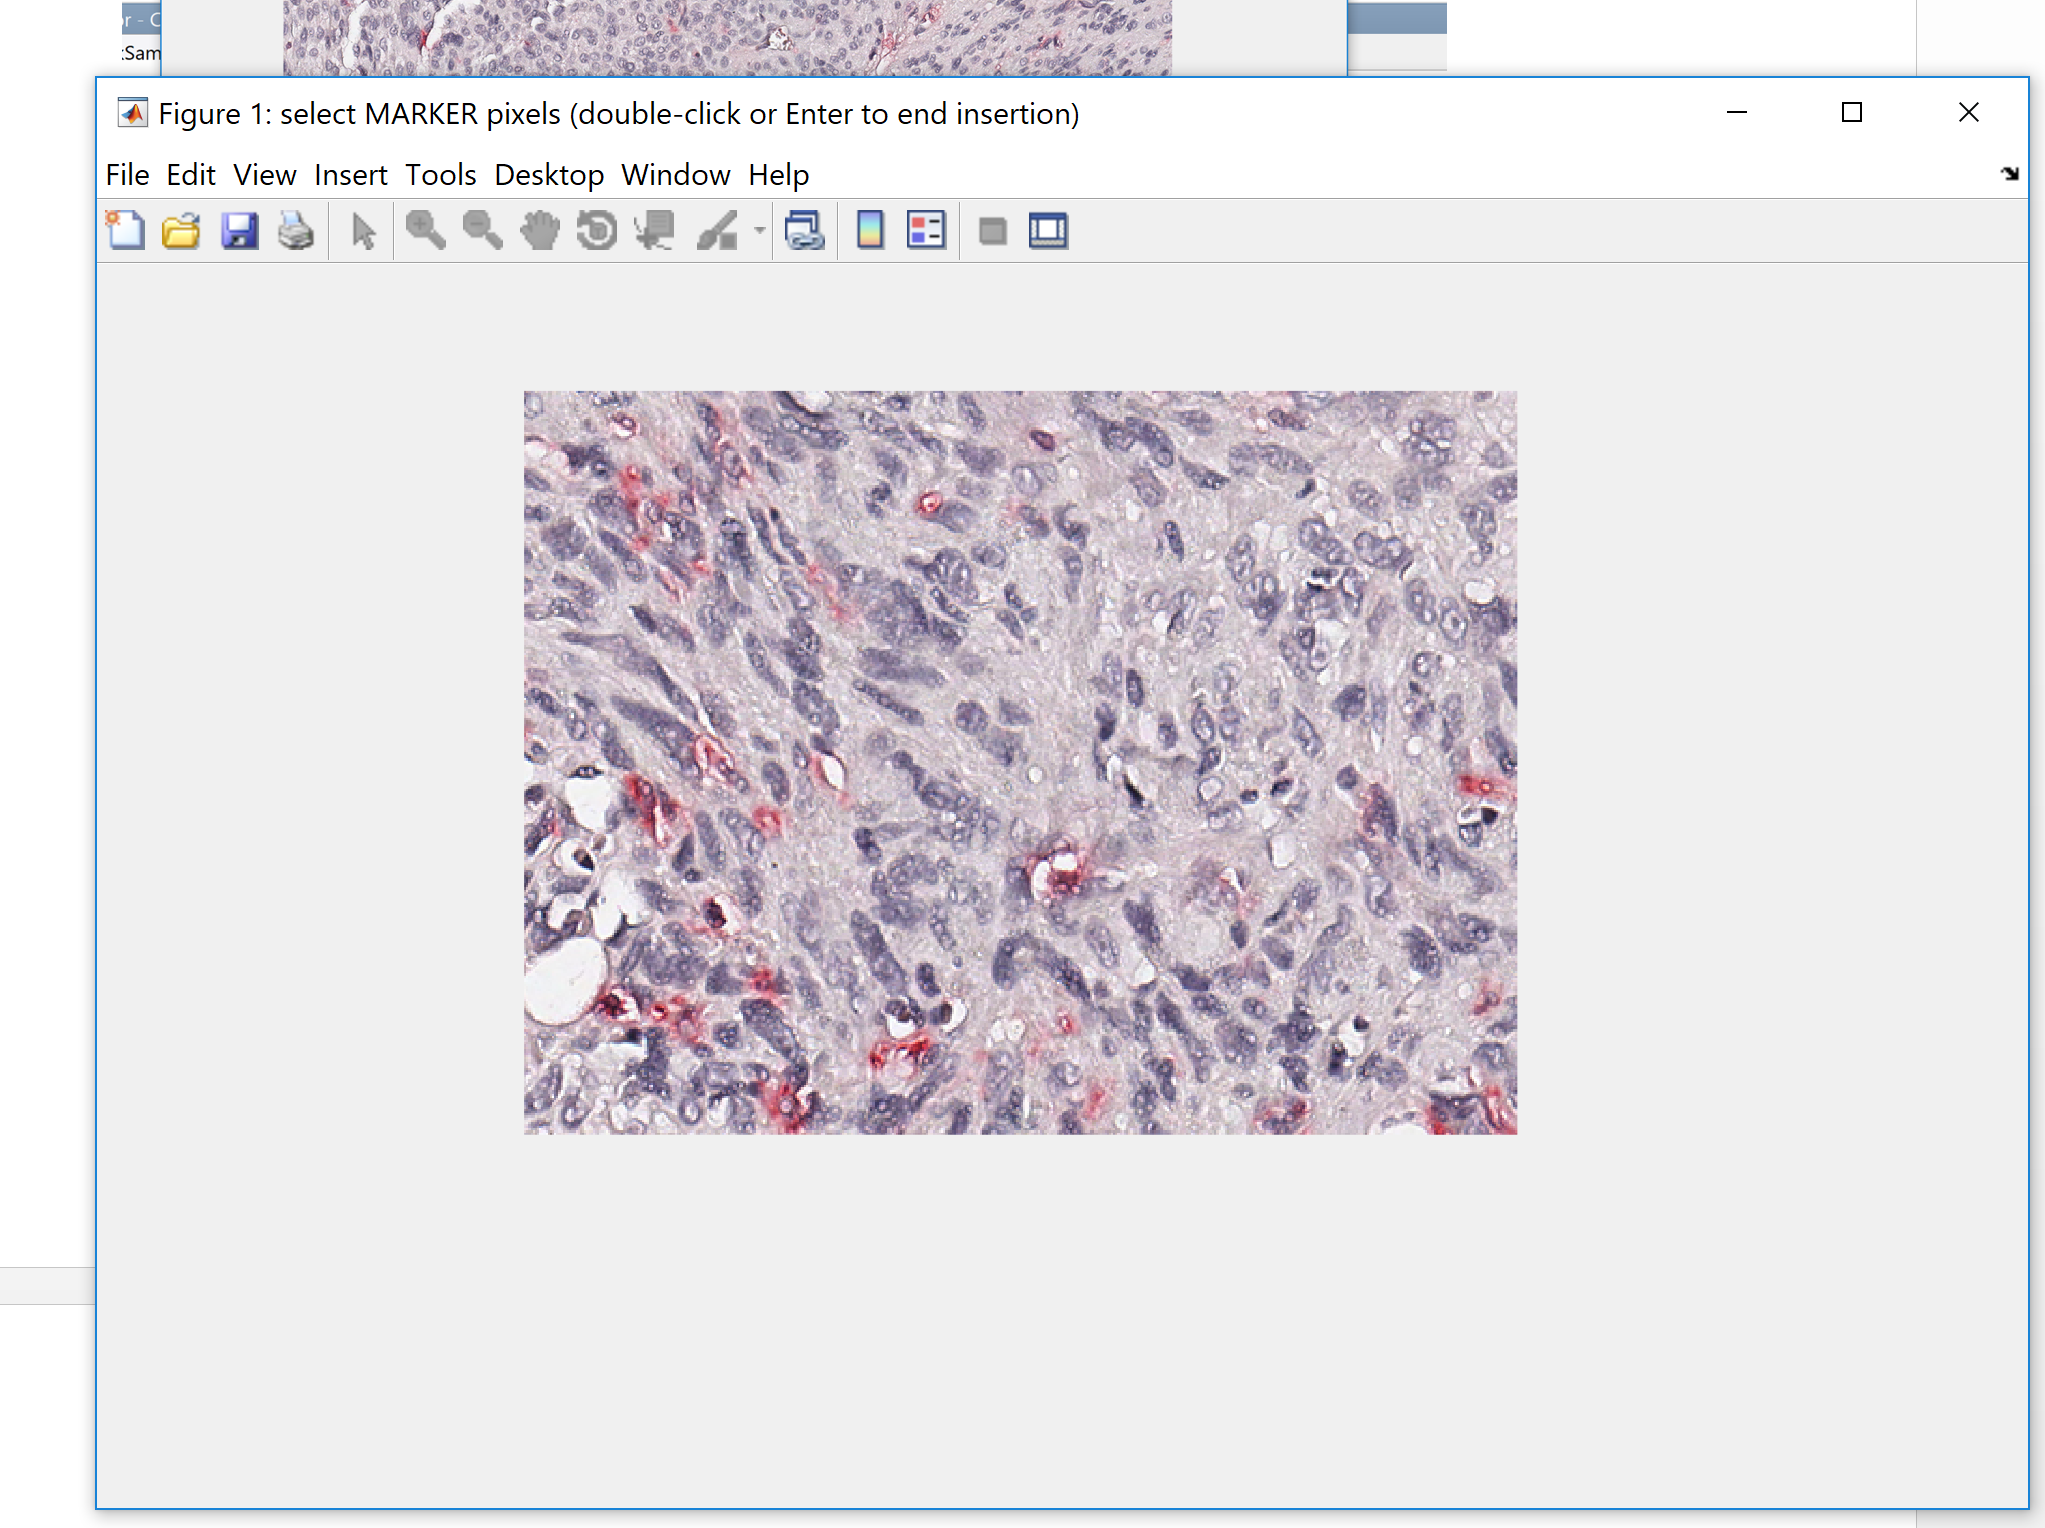 Figure 1: select MARKER pixels (double-click or Enter to end insertion)
File Edit View Insert Tools Desktop Window Help